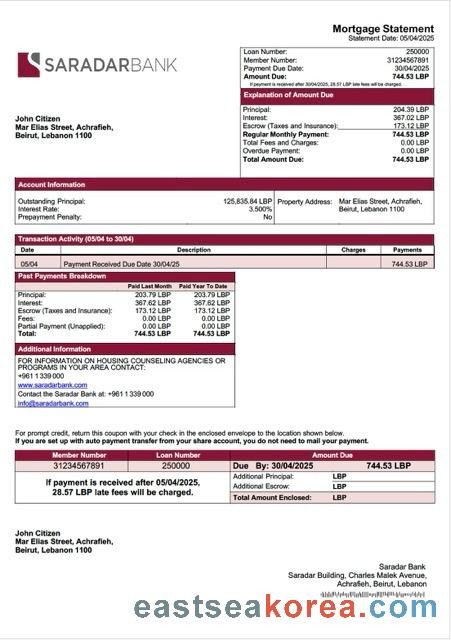 Mortgage Statement
Statement Date: 05/04/2025
SARADARBANK
Loan Number: 250000
Member Number: 31234567891
Payment Due Date: 30/04/2025
Amount Due: 744.53 LBP
If payment is received after 30/04/2025, 28.57 LBP late fees will be charged.
Explanation of Amount Due
Principal: 204.39 LBP
Interest: 367.02 LBP
Escrow (Taxes and Insurance): 173.12 LBP
Regular Monthly Payment: 744.53 LBP
Total Fees and Charges: 0.00 LBP
Overdue Payment: 0.00 LBP
Total Amount Due: 744.53 LBP
John Citizen
Mar Elias Street, Achrafieh,
Beirut, Lebanon 1100
Account Information
Outstanding Principal: 125,835.84 LBP
Interest Rate: 3.500%
Prepayment Penalty: No
Property Address: Mar Elias Street, Achrafieh,
Beirut, Lebanon 1100
Transaction Activity (05/04 to 30/04)
Date Description Charges Payments
05/04 Payment Received Due Date 30/04/25 744.53 LBP
Past Payments Breakdown
Paid Last Month Paid Year To Date
Principal: 203.79 LBP 203.79 LBP
Interest: 367.62 LBP 367.62 LBP
Escrow (Taxes and Insurance): 173.12 LBP 173.12 LBP
Fees: 0.00 LBP 0.00 LBP
Partial Payment (Unapplied): 0.00 LBP 0.00 LBP
Total: 744.53 LBP 744.53 LBP
Additional Information
FOR INFORMATION ON HOUSING COUNSELING AGENCIES OR
PROGRAMS IN YOUR AREA CONTACT:
+961 1 339 000
www.saradarbank.com
Contact the Saradar Bank at: +961 1 339 000
info@saradarbank.com
For prompt credit, return this coupon with your check in the enclosed envelope to the location shown below.
If you are set up with auto payment transfer from your share account, you do not need to mail your payment.
Member Number Loan Number Amount Due
31234567891 250000 Due By: 30/04/2025 744.53 LBP
If payment is received after 05/04/2025,
28.57 LBP late fees will be charged.
Additional Principal: LBP
Additional Escrow: LBP
Total Amount Enclosed: LBP
John Citizen
Mar Elias Street, Achrafieh,
Beirut, Lebanon 1100
Saradar Bank
Saradar Building, Charles Malek Avenue,
Achrafieh, Beirut, Lebanon
eastseakorea.com